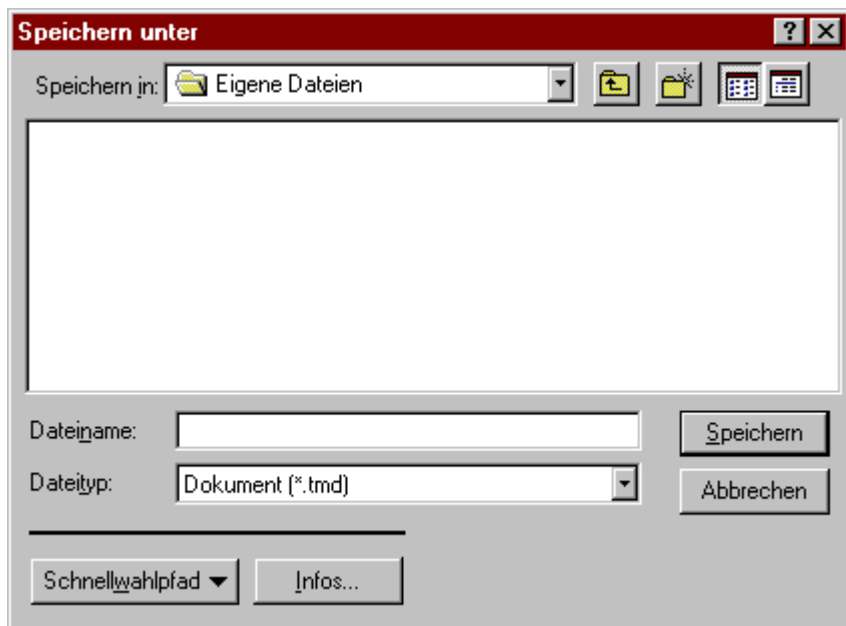 Speichern unter
Speichern in: Eigene Dateien
Dateiname:
Speichern
Dateityp: Dokument (*.tmd)
Abbrechen
Schnellwahlpfad Infos...